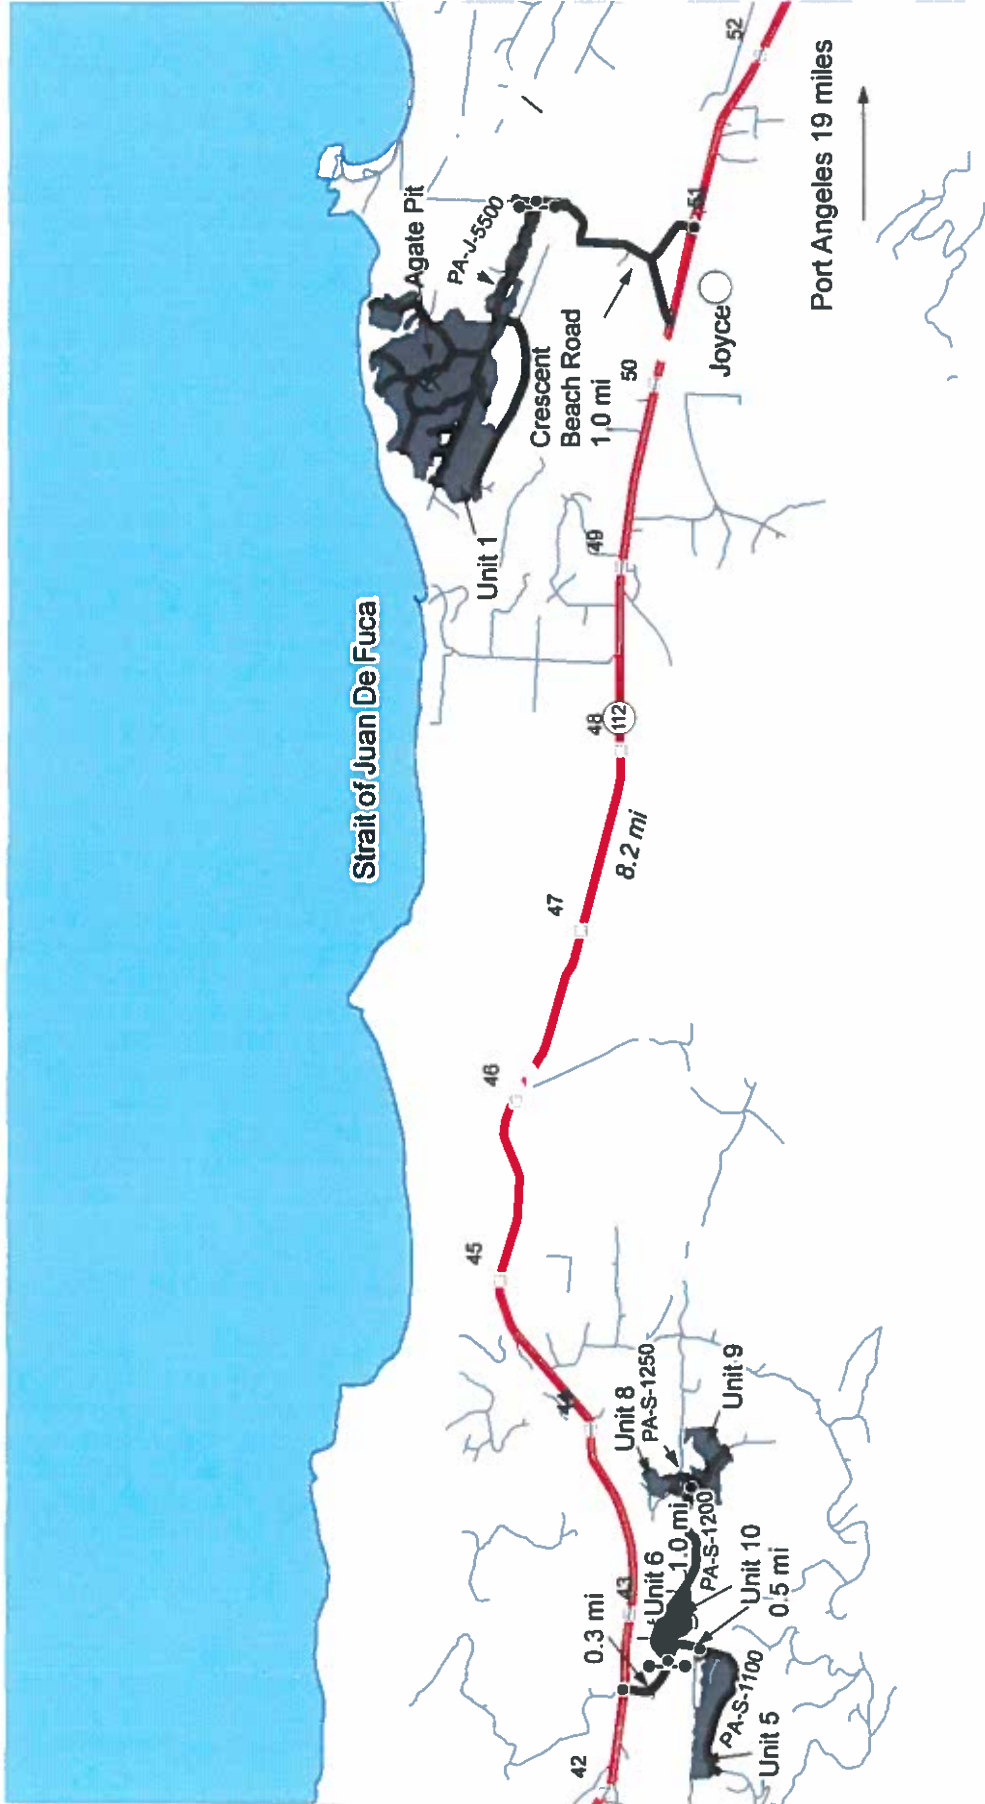 Strait of Juan De Fuca
Agate Pit
PA-J-5500
Unit 1
Crescent
Beach Road
1.0 mi
Joyce
Port Angeles 19 miles
52
51
50
49
48
112
8.2 mi
47
46
45
44
43
42
0.3 mi
Unit 6
1.0 mi
PA-S-1200
Unit 8
PA-S-1250
Unit 9
Unit 10
0.5 mi
PA-S-1100
Unit 5